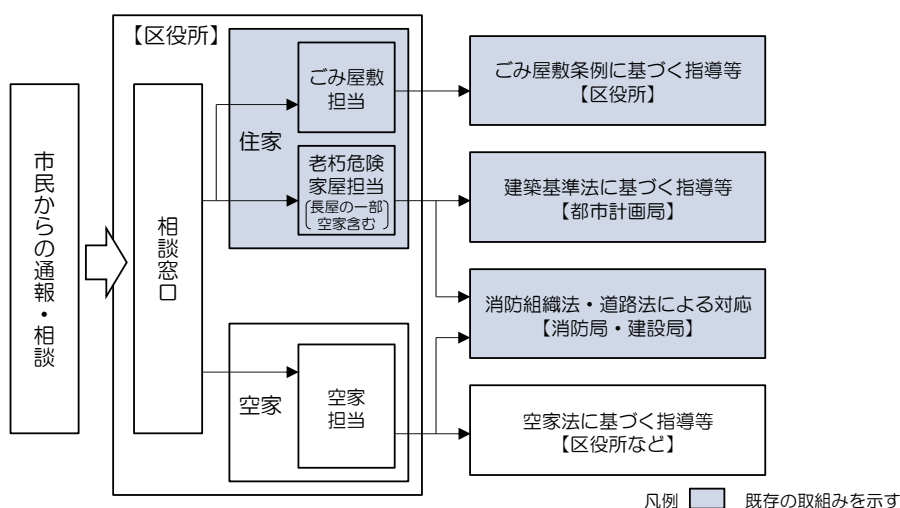 【区役所】
市民からの通報・相談
相談窓口
住家
ごみ屋敷
担当
老朽危険
家屋担当
〔長屋の一部
空家含む〕
空家
空家
担当
ごみ屋敷条例に基づく指導等
【区役所】
建築基準法に基づく指導等
【都市計画局】
消防組織法・道路法による対応
【消防局・建設局】
空家法に基づく指導等
【区役所など】
凡例 既存の取組みを示す